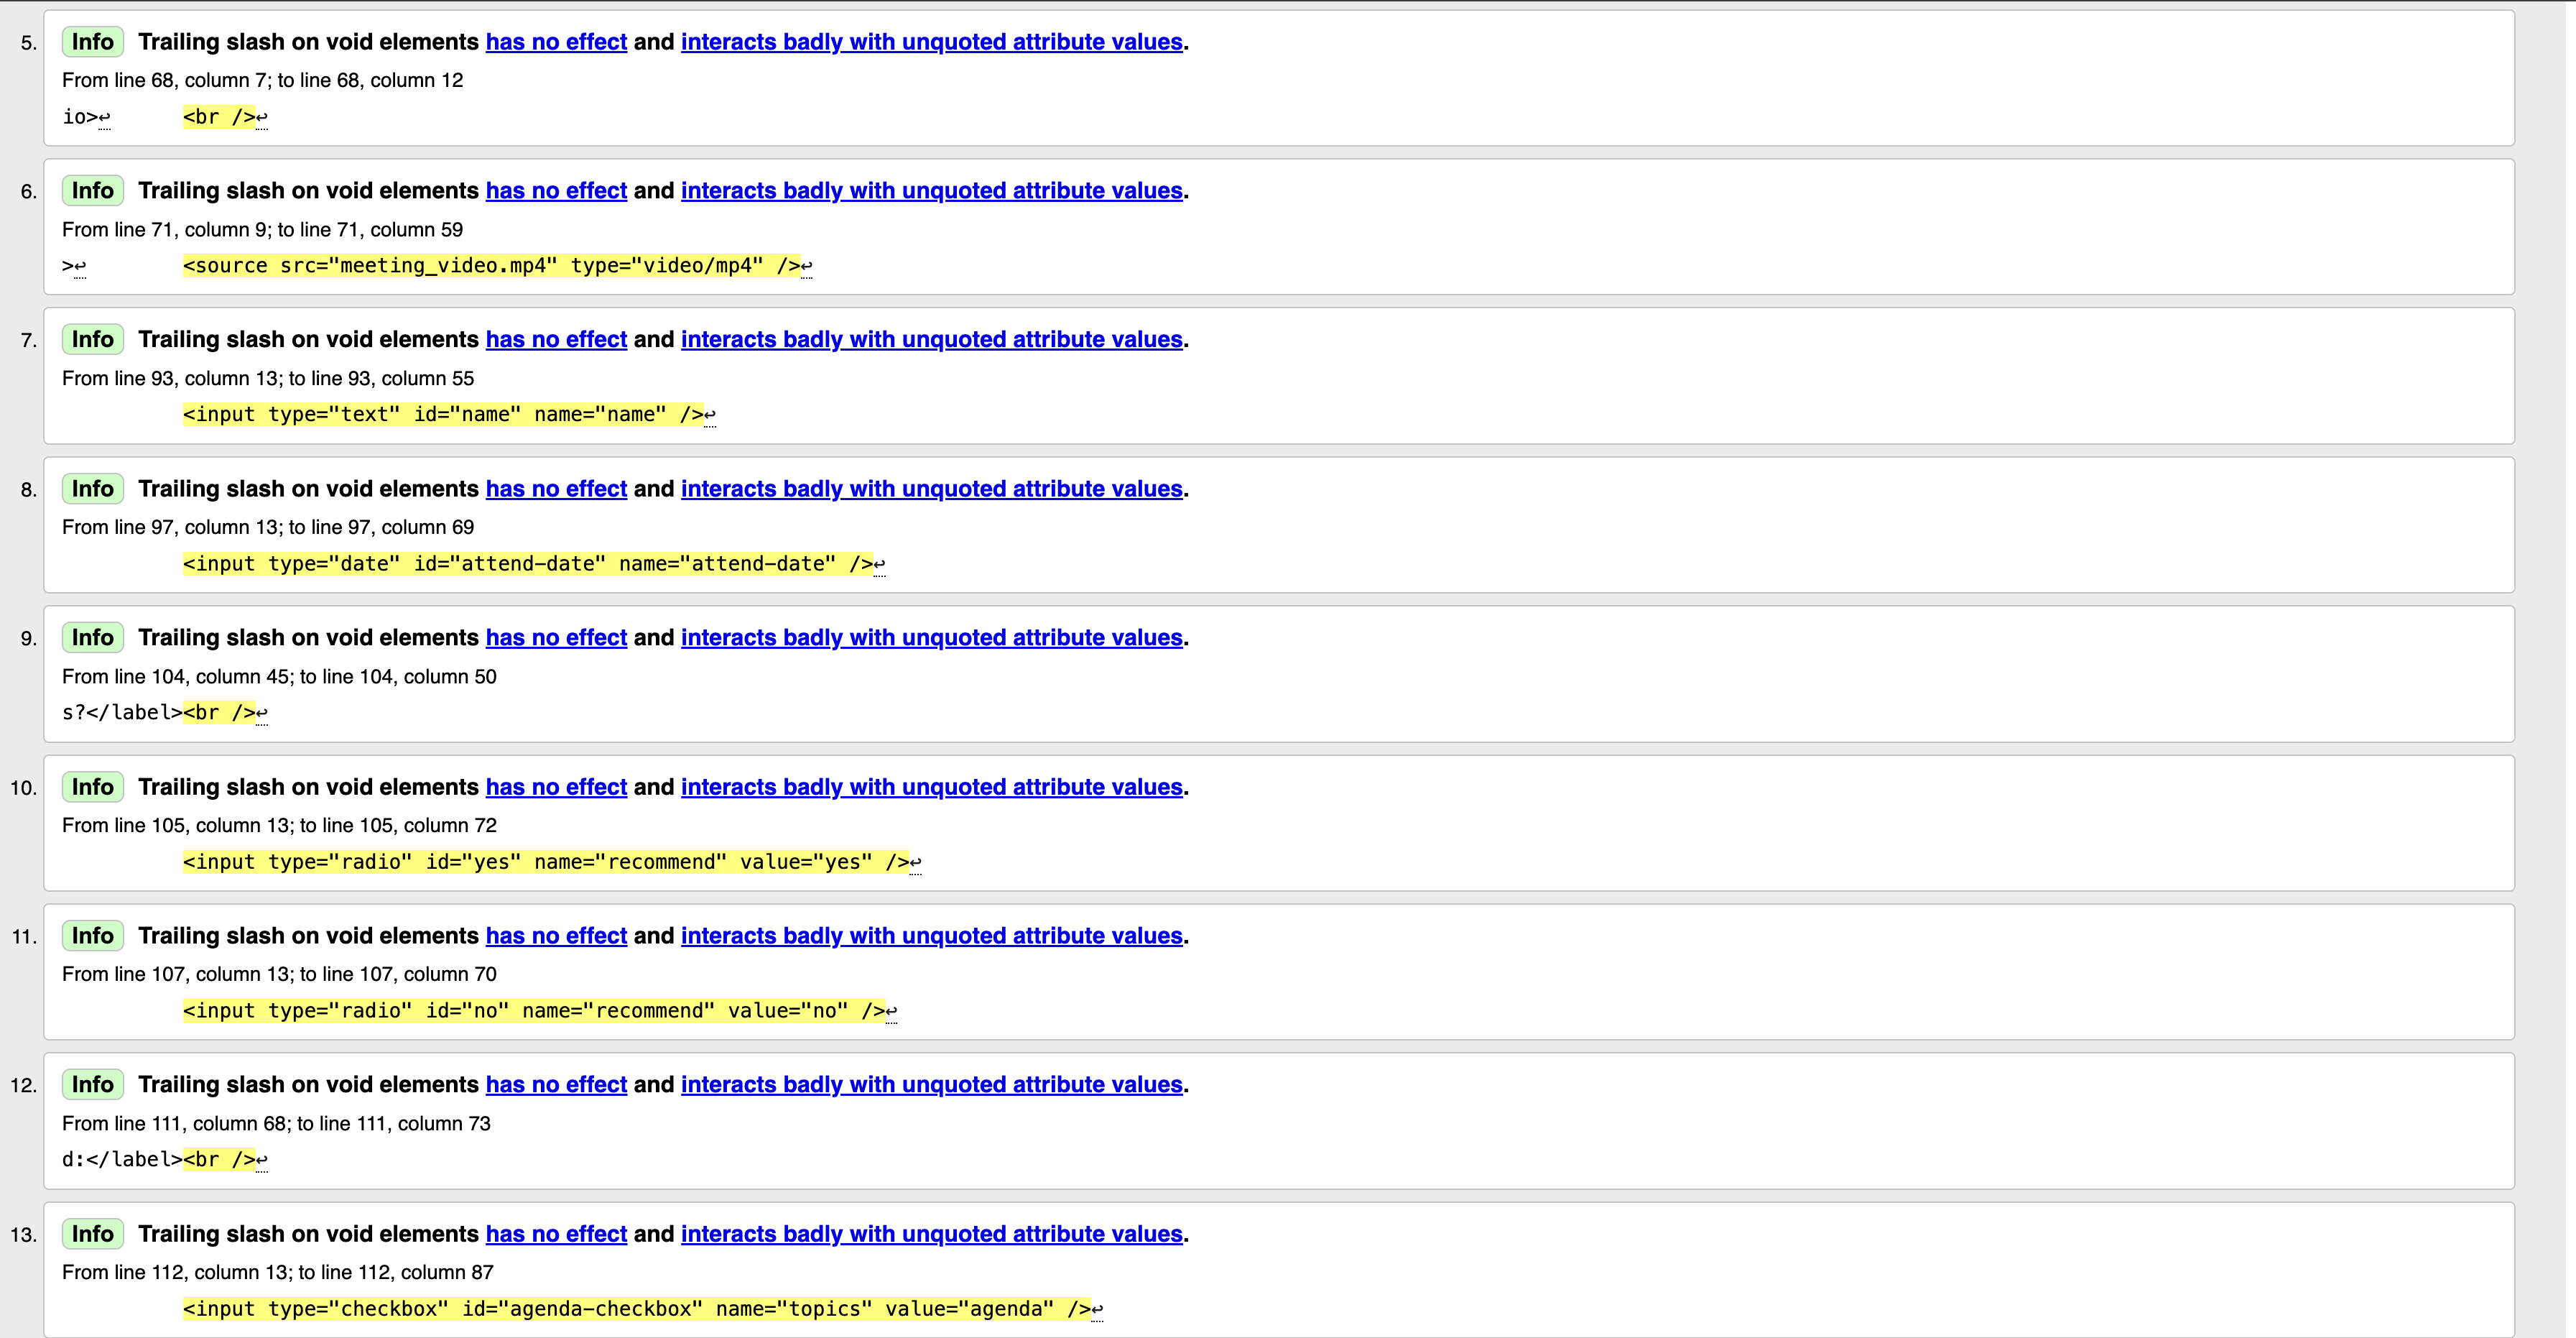 5. Info Trailing slash on void elements has no effect and interacts badly with unquoted attribute values.
From line 68, column 7; to line 68, column 12
io>↩ <br />↩
6. Info Trailing slash on void elements has no effect and interacts badly with unquoted attribute values.
From line 71, column 9; to line 71, column 59
>↩ <source src="meeting_video.mp4" type="video/mp4" />↩
7. Info Trailing slash on void elements has no effect and interacts badly with unquoted attribute values.
From line 93, column 13; to line 93, column 55
<input type="text" id="name" name="name" />↩
8. Info Trailing slash on void elements has no effect and interacts badly with unquoted attribute values.
From line 97, column 13; to line 97, column 69
<input type="date" id="attend-date" name="attend-date" />↩
9. Info Trailing slash on void elements has no effect and interacts badly with unquoted attribute values.
From line 104, column 45; to line 104, column 50
s?</label><br />↩
10. Info Trailing slash on void elements has no effect and interacts badly with unquoted attribute values.
From line 105, column 13; to line 105, column 72
<input type="radio" id="yes" name="recommend" value="yes" />↩
11. Info Trailing slash on void elements has no effect and interacts badly with unquoted attribute values.
From line 107, column 13; to line 107, column 70
<input type="radio" id="no" name="recommend" value="no" />↩
12. Info Trailing slash on void elements has no effect and interacts badly with unquoted attribute values.
From line 111, column 68; to line 111, column 73
d:</label><br />↩
13. Info Trailing slash on void elements has no effect and interacts badly with unquoted attribute values.
From line 112, column 13; to line 112, column 87
<input type="checkbox" id="agenda-checkbox" name="topics" value="agenda" />↩